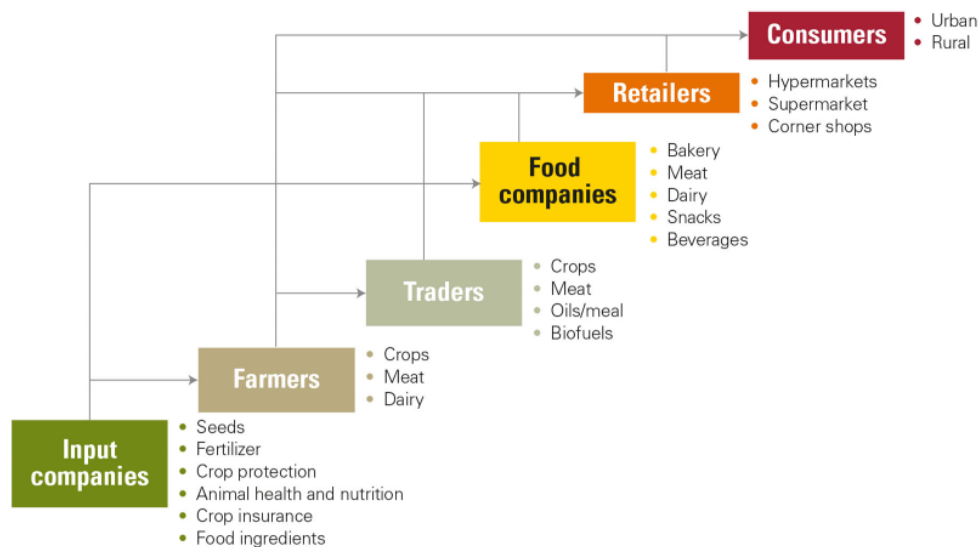 Consumers
Urban
Rural
Retailers
Hypermarkets
Supermarket
Corner shops
Food
companies
Bakery
Meat
Dairy
Snacks
Beverages
Traders
Crops
Meat
Oils/meal
Biofuels
Farmers
Crops
Meat
Dairy
Input
companies
Seeds
Fertilizer
Crop protection
Animal health and nutrition
Crop insurance
Food ingredients